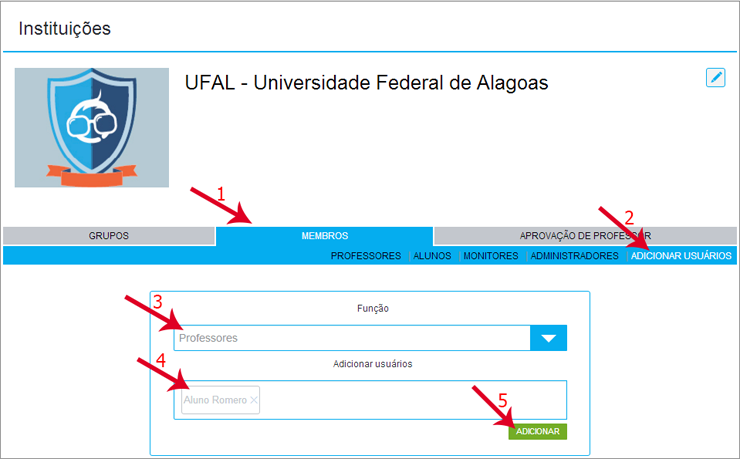 Instituições
UFAL - Universidade Federal de Alagoas
1
2
GRUPOS MEMBROS APROVAÇÃO DE PROFESSOR
PROFESSORES | ALUNOS | MONITORES | ADMINISTRADORES | ADICIONAR USUÁRIOS
3
Função
Professores
4
Adicionar usuários
Aluno Romero ×
5
ADICIONAR